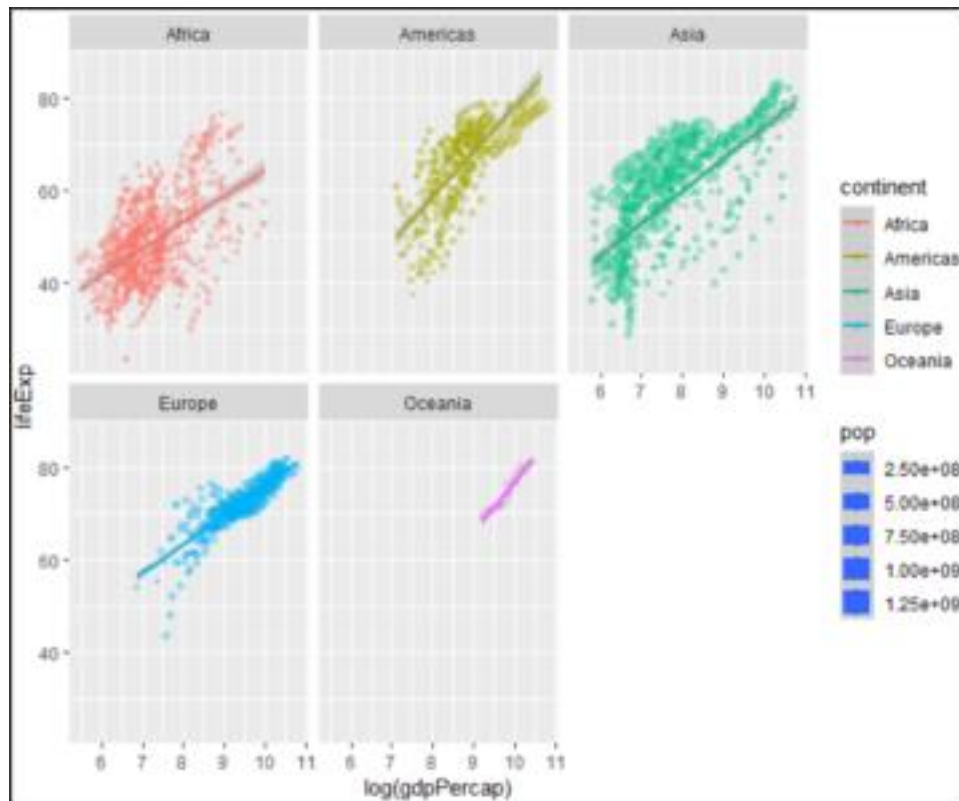 Africa Americas Asia
80
60
40
lifeExp
6 7 8 9 10 11
Europe Oceania
80
60
40
6 7 8 9 10 11 6 7 8 9 10 11
log(gdpPercap)
continent
Africa
Americas
Asia
Europe
Oceania
pop
2.50e+08
5.00e+08
7.50e+08
1.00e+09
1.25e+09